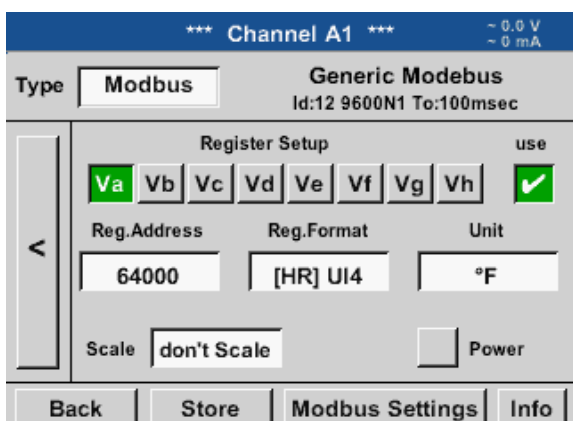 *** Channel A1 ***
~ 0.0 V
~ 0 mA
Type
Modbus
Generic Modebus
Id:12 9600N1 To:100msec
<
Register Setup
use
Va Vb Vc Vd Ve Vf Vg Vh ✔
Reg.Address Reg.Format Unit
64000 [HR] UI4 °F
Scale don't Scale Power
Back Store Modbus Settings Info